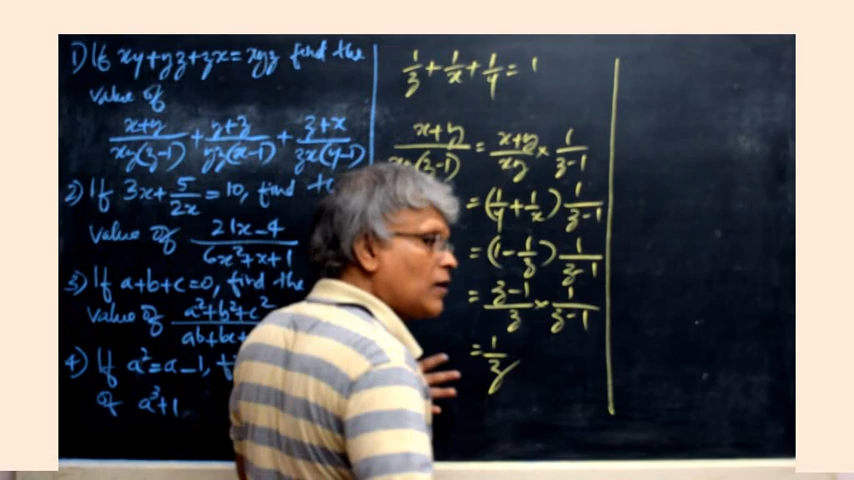 1) If xy+yz+zx=xyz find the
value of
x+y/xy(z-1) + y+z/yz(x-1) + z+x/zx(y-1)
2) If 3x+5/2x=10, find
value of 21x-4/6x²+x+1
3) If a+b+c=0, find the
value of a²+b²+c²/ab+bc+
4) If a²=a-1,
of a³+1
1/z+1/x+1/y=1
x+y/xy(z-1) = x+y/xy × 1/z-1
=(1/y+1/x) 1/z-1
=(1-1/z) 1/z-1
=z-1/z × 1/z-1
=1/z